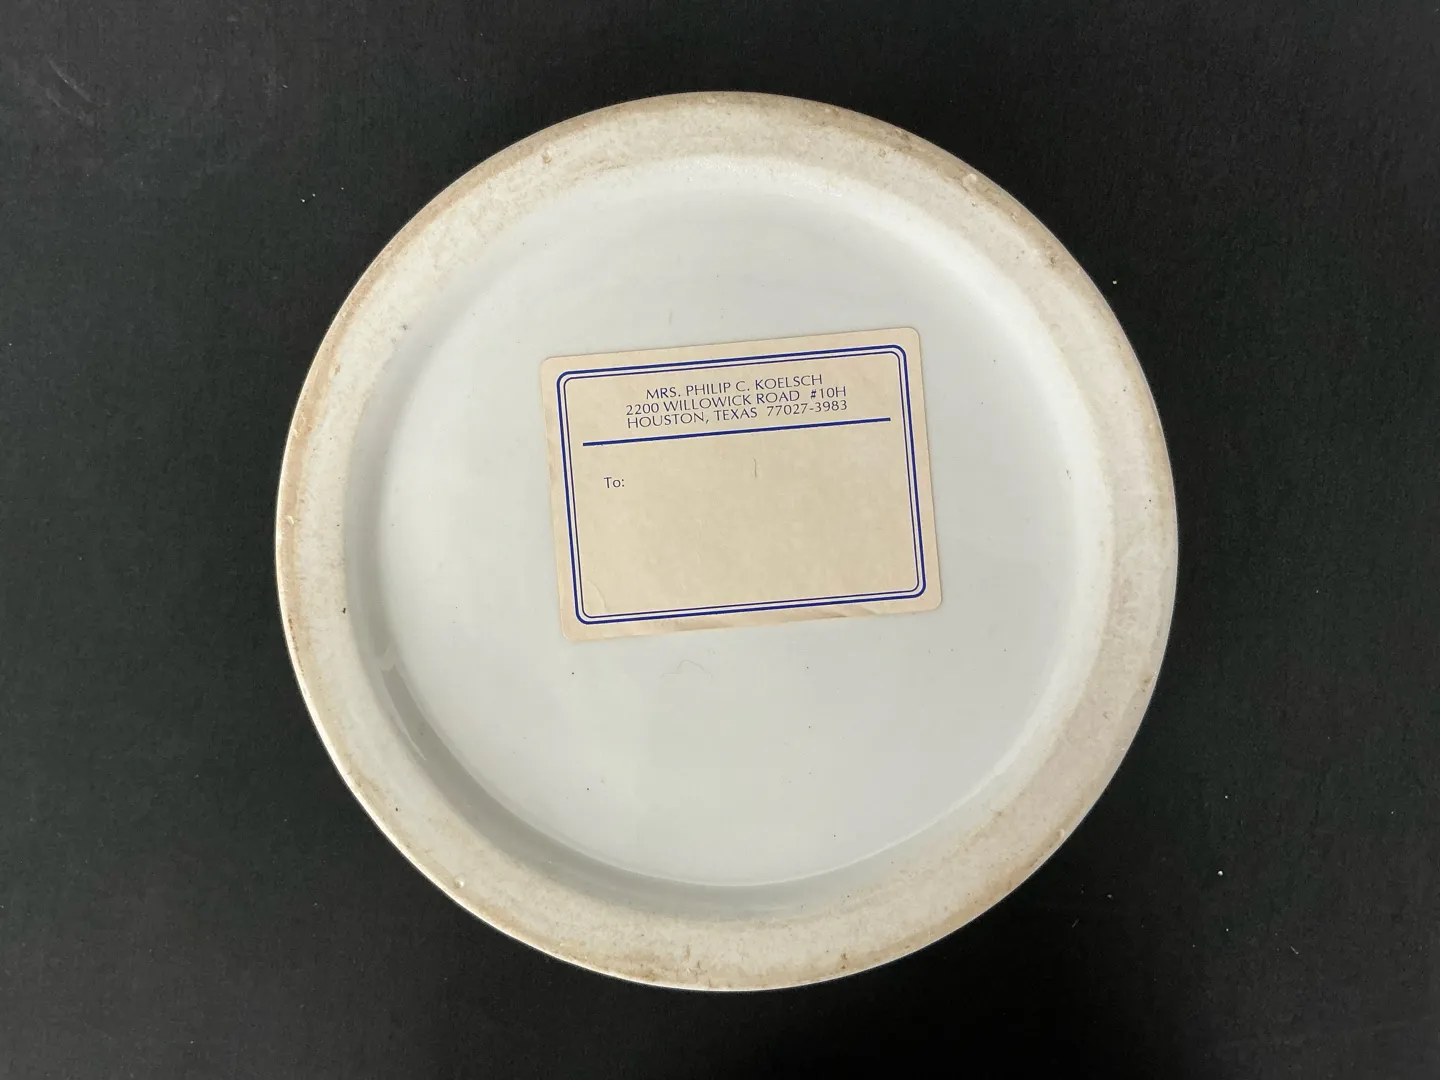 MRS. PHILIP C. KOELSCH
2200 WILLOWICK ROAD #10H
HOUSTON, TEXAS 77027-3983
To: